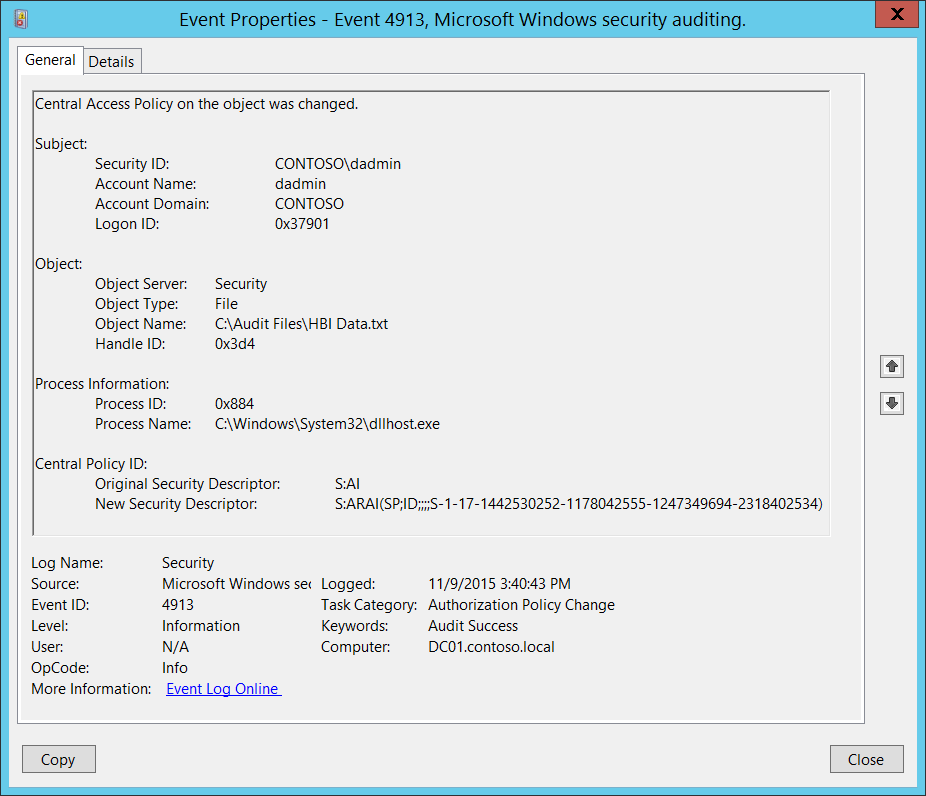 Event Properties - Event 4913, Microsoft Windows security auditing.
X
General Details
Central Access Policy on the object was changed.
Subject:
Security ID: CONTOSO\dadmin
Account Name: dadmin
Account Domain: CONTOSO
Logon ID: 0x37901
Object:
Object Server: Security
Object Type: File
Object Name: C:\Audit Files\HBI Data.txt
Handle ID: 0x3d4
Process Information:
Process ID: 0x884
Process Name: C:\Windows\System32\dllhost.exe
Central Policy ID:
Original Security Descriptor: S:AI
New Security Descriptor: S:ARAI(SP;ID;;;;S-1-17-1442530252-1178042555-1247349694-2318402534)
Log Name: Security
Source: Microsoft Windows sec Logged: 11/9/2015 3:40:43 PM
Event ID: 4913 Task Category: Authorization Policy Change
Level: Information Keywords: Audit Success
User: N/A Computer: DC01.contoso.local
OpCode: Info
More Information: Event Log Online
Copy Close